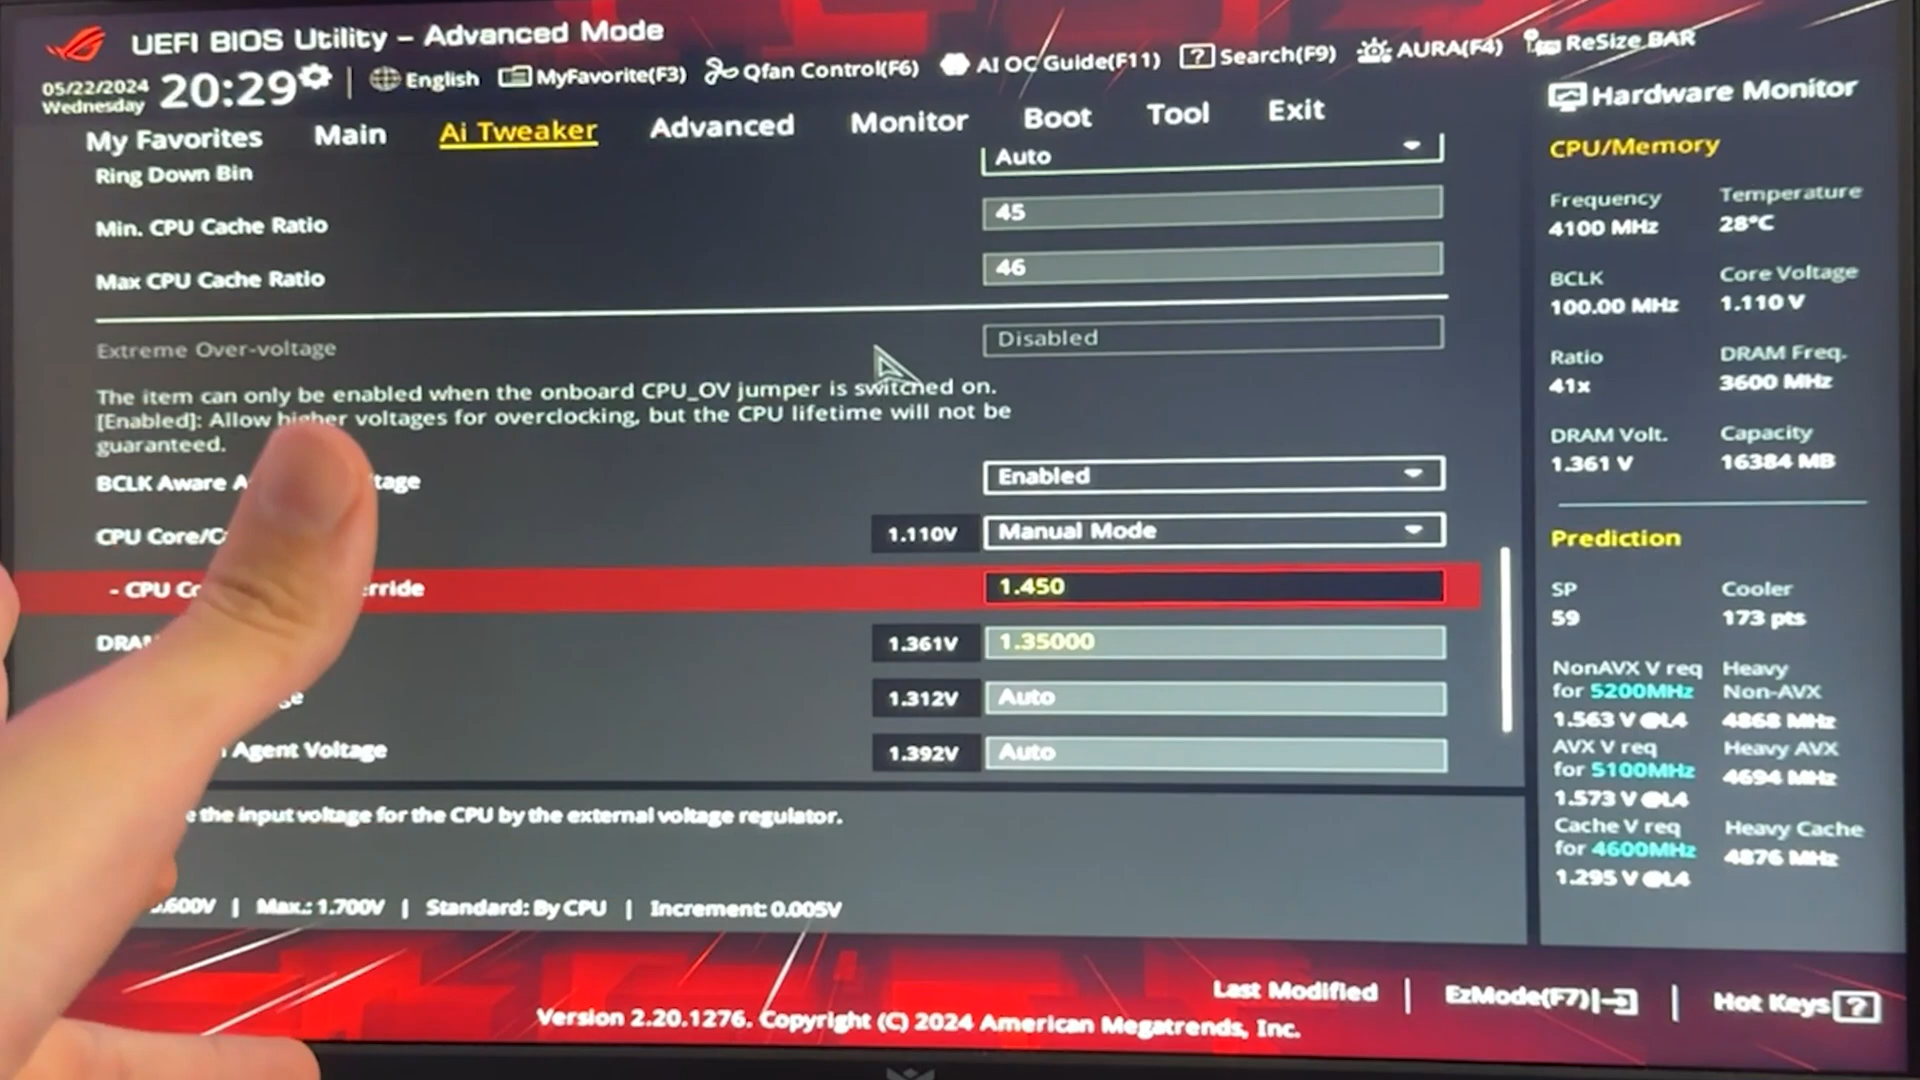 UEFI BIOS Utility – Advanced Mode
05/22/2024
Wednesday
20:29
English
MyFavorite(F3)
Qfan Control(F6)
AI OC Guide(F11)
Search(F9)
AURA(F4)
ReSize BAR
My Favorites
Main
Ai Tweaker
Advanced
Monitor
Boot
Tool
Exit
Hardware Monitor
Ring Down Bin
Auto
Min. CPU Cache Ratio
45
Max CPU Cache Ratio
46
Extreme Over-voltage
Disabled
The item can only be enabled when the onboard CPU_OV jumper is switched on.
[Enabled]: Allow higher voltages for overclocking, but the CPU lifetime will not be
guaranteed.
BCLK Aware
Enabled
CPU
1.110V
Manual Mode
- CPU
1.450
1.361V
1.35000
1.312V
Auto
Agent Voltage
1.392V
Auto
the input voltage for the CPU by the external voltage regulator.
| Max.: 1.700V | Standard: By CPU | Increment: 0.005V
CPU/Memory
Frequency
Temperature
4100 MHz
28°C
BCLK
Core Voltage
100.00 MHz
1.110 V
Ratio
DRAM Freq.
41x
3600 MHz
DRAM Volt.
Capacity
1.361 V
16384 MB
Prediction
SP
Cooler
59
173 pts
NonAVX V req
Heavy
for 5200MHz
Non-AVX
1.563 V @L4
4868 MHz
AVX V req
Heavy AVX
for 5100MHz
4694 MHz
1.573 V @L4
Cache V req
Heavy Cache
for 4600MHz
4876 MHz
1.295 V @L4
Last Modified
EzMode(F7)
Hot Keys ?
Version 2.20.1276. Copyright (C) 2024 American Megatrends, Inc.